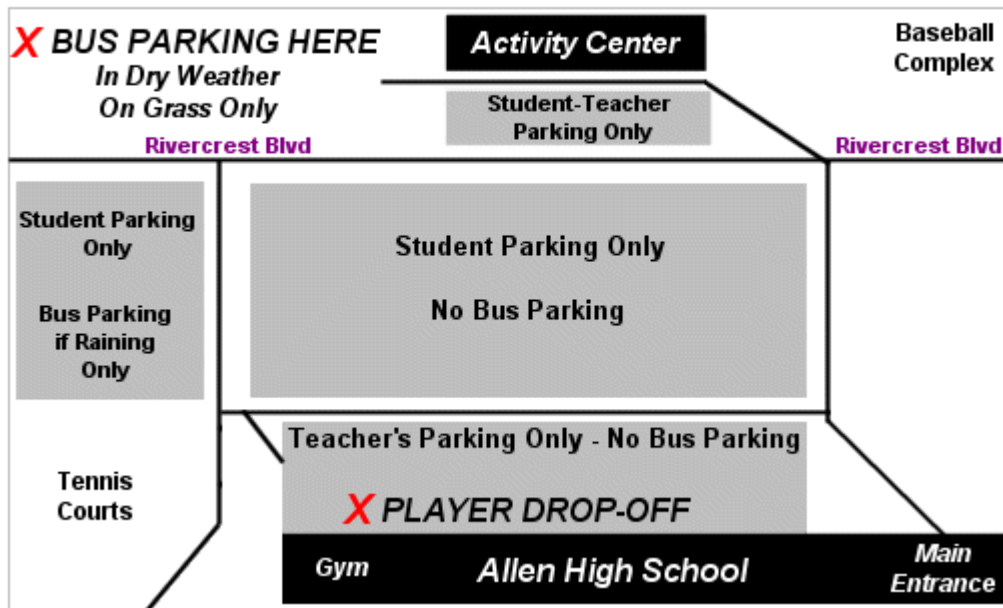 X BUS PARKING HERE
In Dry Weather
On Grass Only
Activity Center
Baseball
Complex
Student-Teacher
Parking Only
Rivercrest Blvd
Rivercrest Blvd
Student Parking
Only
Bus Parking
if Raining
Only
Student Parking Only
No Bus Parking
Teacher's Parking Only - No Bus Parking
Tennis
Courts
X PLAYER DROP-OFF
Gym
Allen High School
Main
Entrance